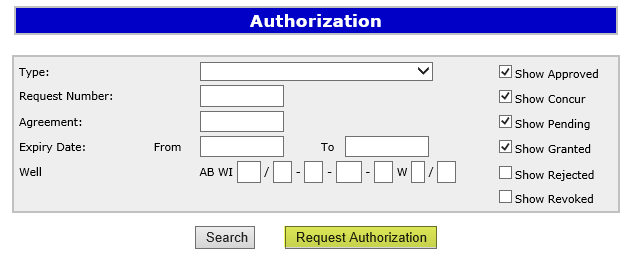 Authorization
Type: Show Approved
Request Number: Show Concur
Agreement: Show Pending
Expiry Date: From To Show Granted
Well AB WI / - - - W / Show Rejected
Show Revoked
Search Request Authorization